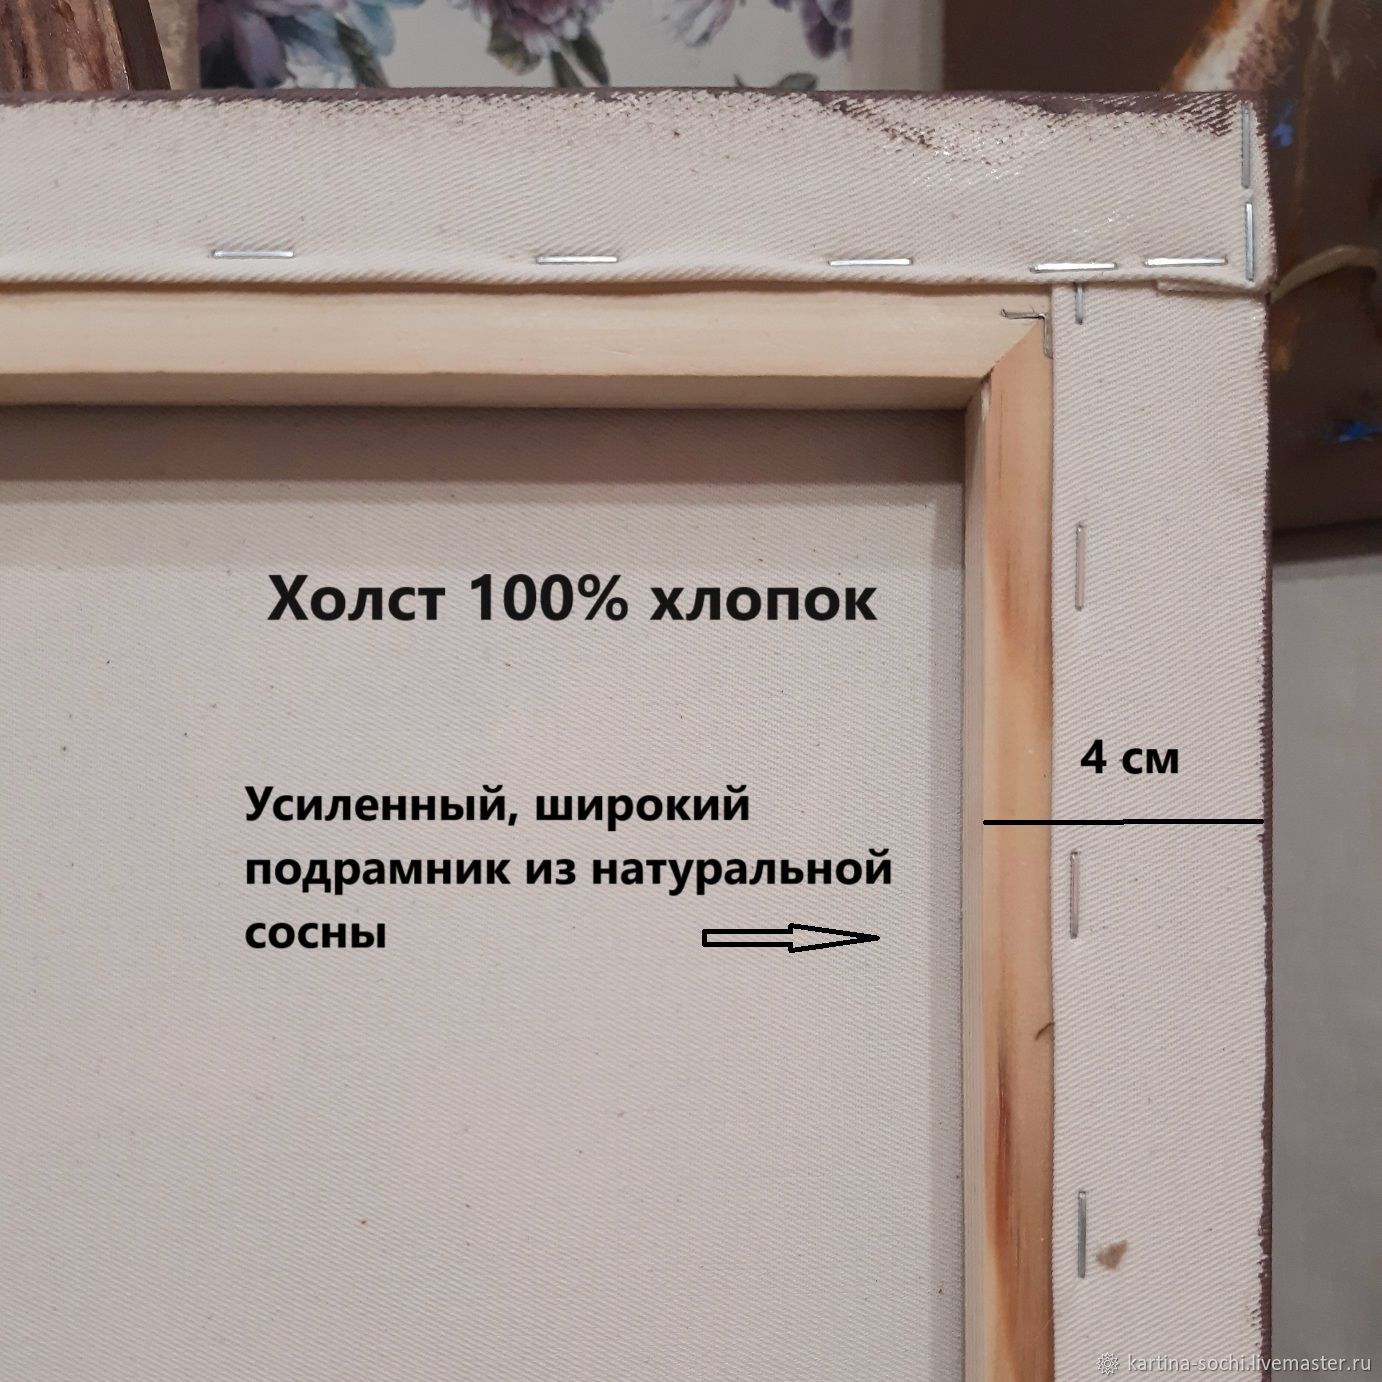 Холст 100% хлопок
4 см
Усиленный, широкий
подрамник из натуральной
сосны
kartina-sochi.livemaster.ru